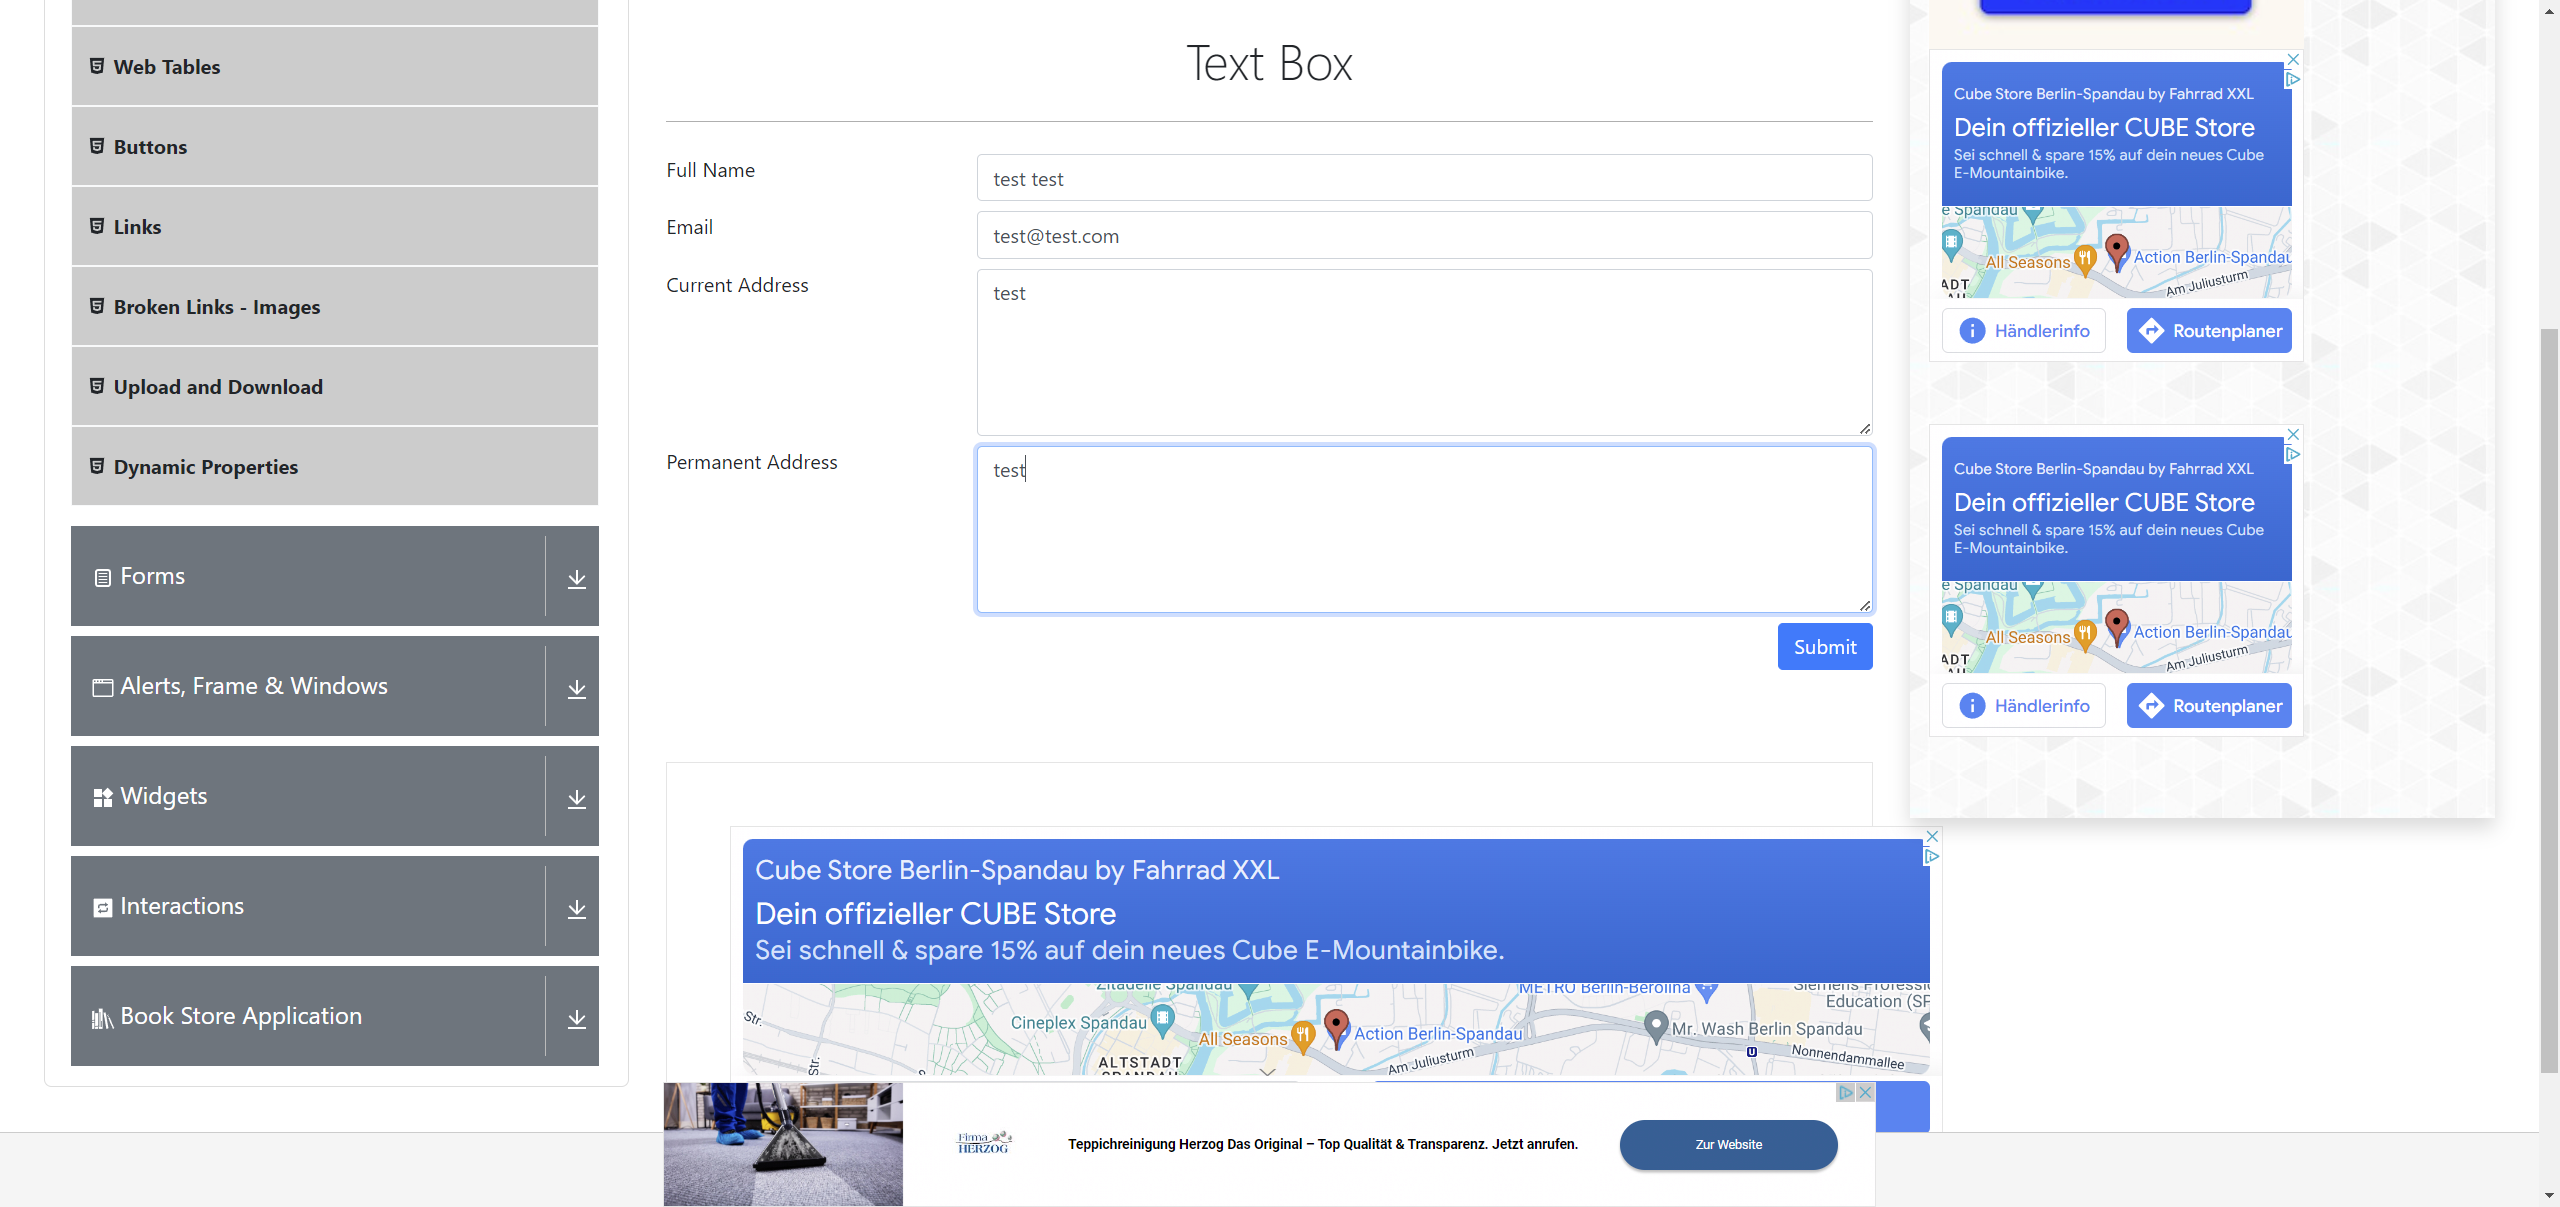 Web Tables
Buttons
Links
Broken Links - Images
Upload and Download
Dynamic Properties
Forms
Alerts, Frame & Windows
Widgets
Interactions
Book Store Application
Text Box
Full Name
test test
Email
test@test.com
Current Address
test
Permanent Address
test
Submit
Cube Store Berlin-Spandau by Fahrrad XXL
Dein offizieller CUBE Store
Sei schnell & spare 15% auf dein neues Cube E-Mountainbike.
Zitadelle Spandau
METRO Berlin-Berolina
Siemens Professi
Education (SP
Str.
Cineplex Spandau
All Seasons
Action Berlin-Spandau
Mr. Wash Berlin Spandau
ALTSTADT
SPANDAU
Am Juliusturm
Nonnendammallee
Str.
Firma
HERZOG
Teppichreinigung Herzog Das Original – Top Qualität & Transparenz. Jetzt anrufen.
Zur Website
Cube Store Berlin-Spandau by Fahrrad XXL
Dein offizieller CUBE Store
Sei schnell & spare 15% auf dein neues Cube
E-Mountainbike.
e Spandau
All Seasons
Action Berlin-Spandau
ADT
Am Juliusturm
Händlerinfo
Routenplaner
Cube Store Berlin-Spandau by Fahrrad XXL
Dein offizieller CUBE Store
Sei schnell & spare 15% auf dein neues Cube
E-Mountainbike.
e Spandau
All Seasons
Action Berlin-Spandau
ADT
Am Juliusturm
Händlerinfo
Routenplaner